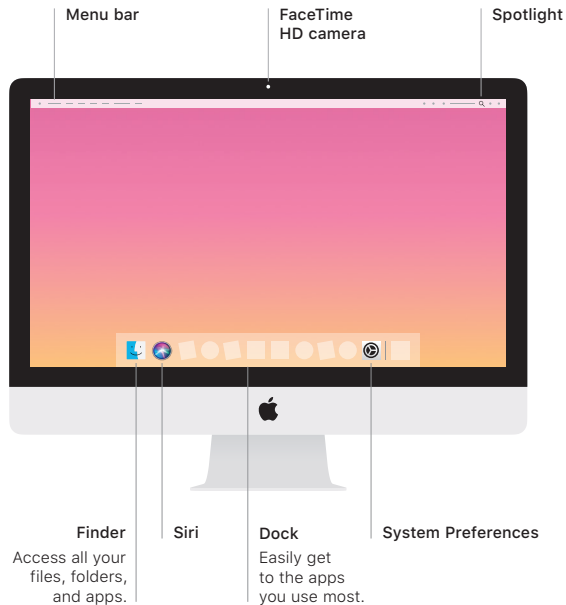 Menu bar
FaceTime
HD camera
Spotlight
Finder
Access all your
files, folders,
and apps.
Siri
Dock
Easily get
to the apps
you use most.
System Preferences